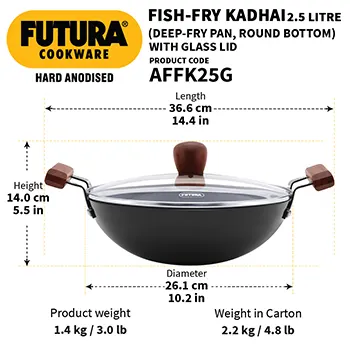 FUTURA®
COOKWARE
HARD ANODISED
FISH-FRY KADHAI 2.5 LITRE
(DEEP-FRY PAN, ROUND BOTTOM)
WITH GLASS LID
PRODUCT CODE
AFFK25G
Length
36.6 cm
14.4 in
Height
14.0 cm
5.5 in
FUTURA
Diameter
26.1 cm
10.2 in
Product weight
1.4 kg / 3.0 lb
Weight in Carton
2.2 kg / 4.8 lb